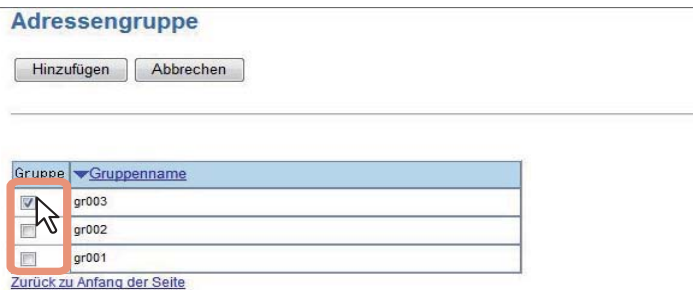 Adressengruppe
Hinzufügen Abbrechen
Gruppe Gruppenname
gr003
gr002
gr001
Zurück zu Anfang der Seite